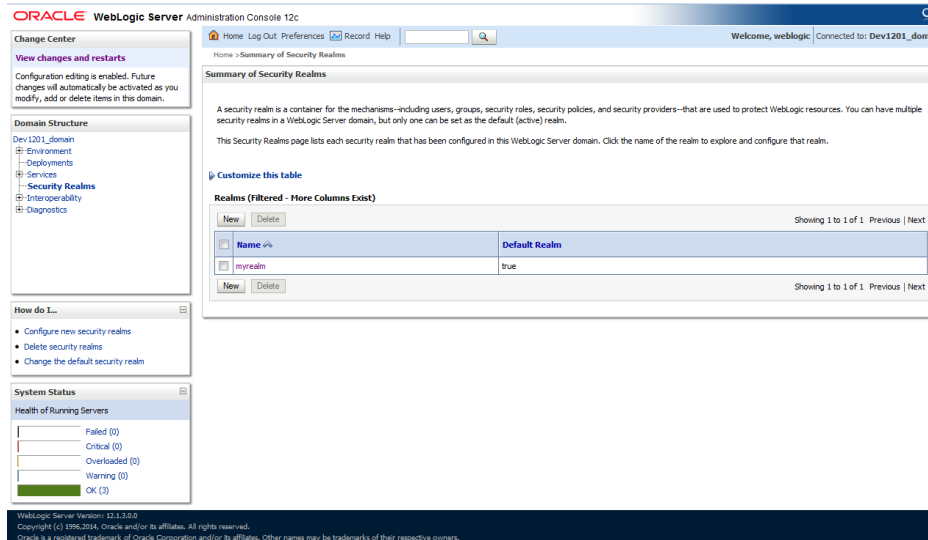 ORACLE WebLogic Server Administration Console 12c
Change Center
View changes and restarts
Configuration editing is enabled. Future
changes will automatically be activated as you
modify, add or delete items in this domain.
Domain Structure
Dev1201_domain
Environment
Deployments
Services
Security Realms
Interoperability
Diagnostics
How do I...
Configure new security realms
Delete security realms
Change the default security realm
System Status
Health of Running Servers
Failed (0)
Critical (0)
Overloaded (0)
Warning (0)
OK (3)
Home Log Out Preferences Record Help
Welcome, weblogic Connected to: Dev1201_dom
Home >Summary of Security Realms
Summary of Security Realms
A security realm is a container for the mechanisms--including users, groups, security roles, security policies, and security providers--that are used to protect WebLogic resources. You can have multiple
security realms in a WebLogic Server domain, but only one can be set as the default (active) realm.
This Security Realms page lists each security realm that has been configured in this WebLogic Server domain. Click the name of the realm to explore and configure that realm.
Customize this table
Realms (Filtered - More Columns Exist)
New Delete Showing 1 to 1 of 1 Previous | Next
Name Default Realm
myrealm true
New Delete Showing 1 to 1 of 1 Previous | Next
WebLogic Server Version: 12.1.3.0.0
Copyright (c) 1996,2014, Oracle and/or its affiliates. All rights reserved.
Oracle is a registered trademark of Oracle Corporation and/or its affiliates. Other names may be trademarks of their respective owners.